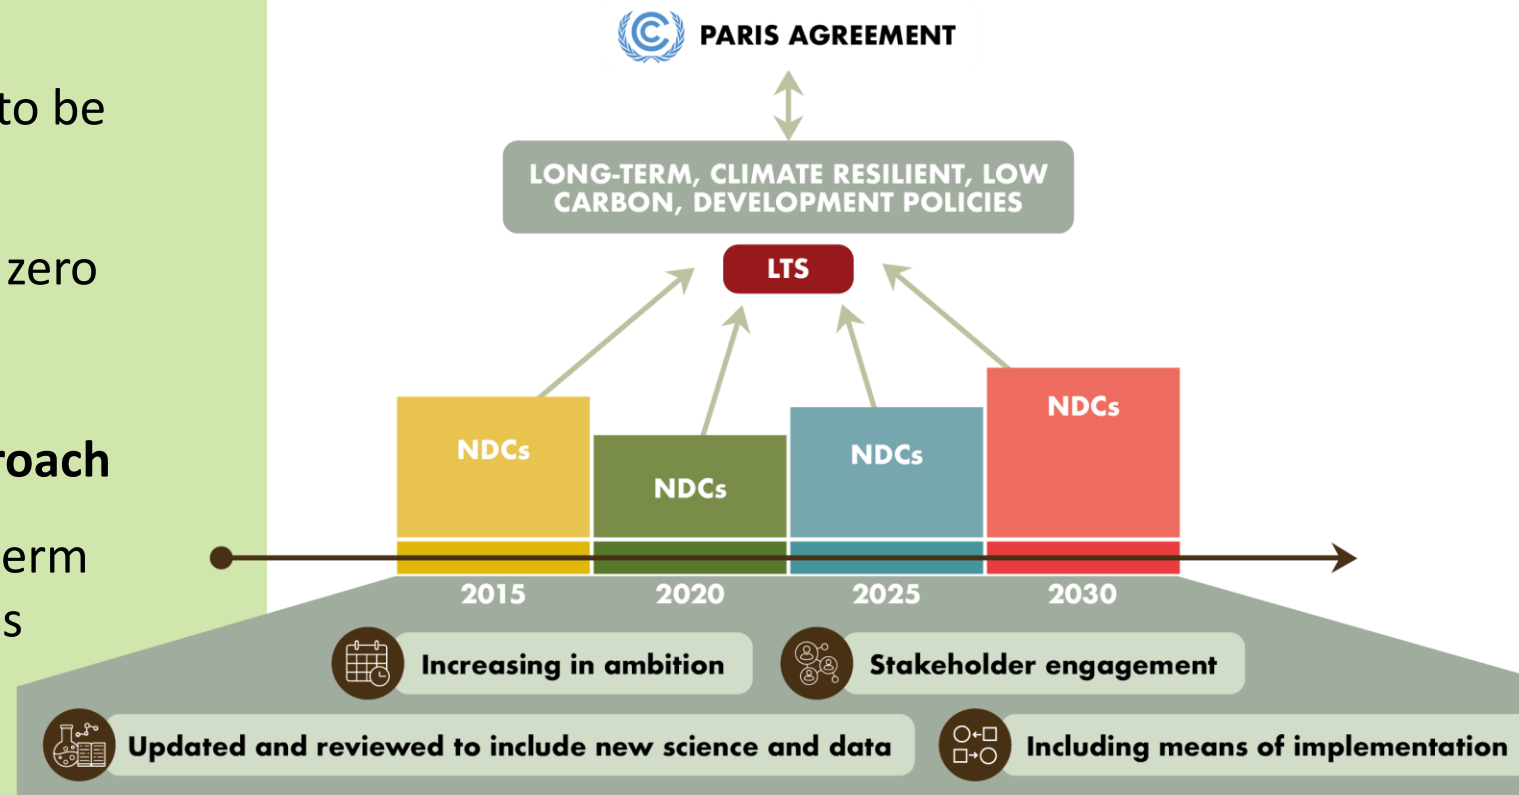 to be
zero
roach
erm
s
PARIS AGREEMENT
LONG-TERM, CLIMATE RESILIENT, LOW
CARBON, DEVELOPMENT POLICIES
LTS
NDCs
NDCs
NDCs
NDCs
2015
2020
2025
2030
Increasing in ambition
Stakeholder engagement
Updated and reviewed to include new science and data
Including means of implementation